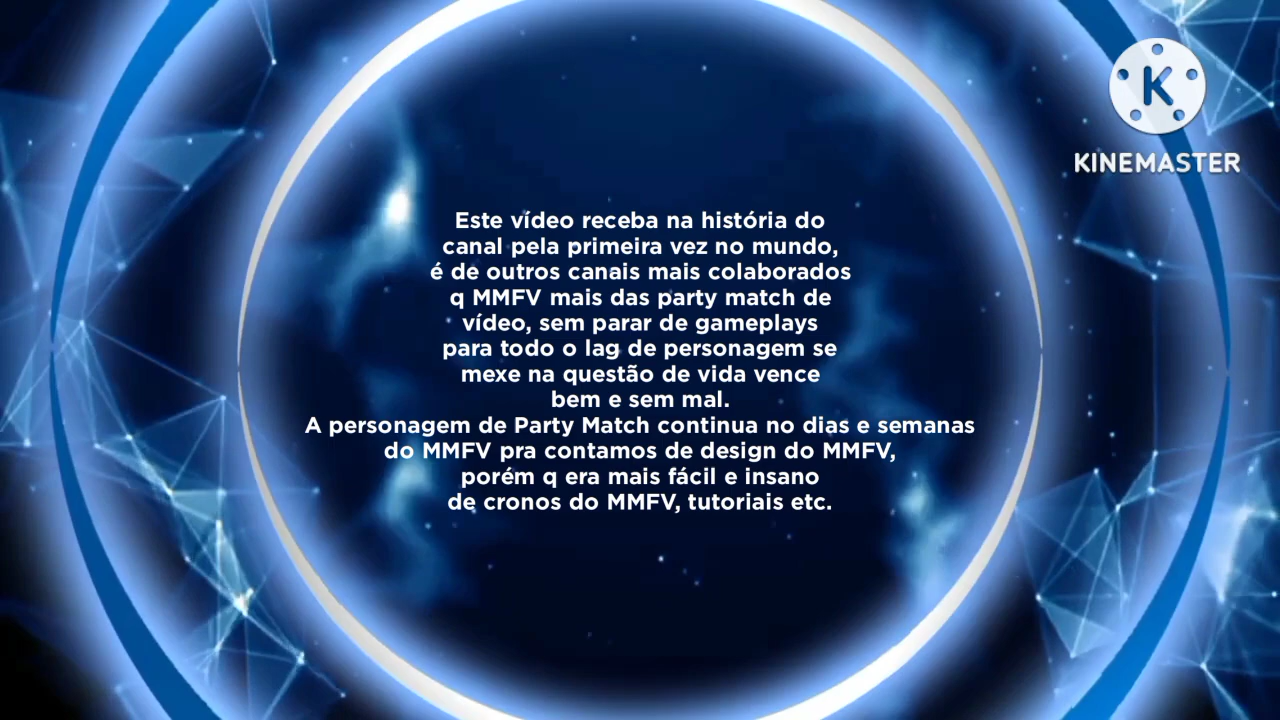 K
KINEMASTER
Este vídeo receba na história do
canal pela primeira vez no mundo,
é de outros canais mais colaborados
q MMFV mais das party match de
vídeo, sem parar de gameplays
para todo o lag de personagem se
mexe na questão de vida vence
bem e sem mal.
A personagem de Party Match continua no dias e semanas
do MMFV pra contamos de design do MMFV,
porém q era mais fácil e insano
de cronos do MMFV, tutoriais etc.